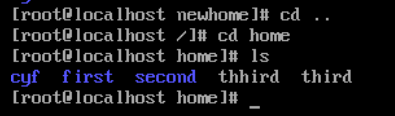 [root@localhost newhome]# cd ..
[root@localhost /]# cd home
[root@localhost home]# ls
cyf first second thhird third
[root@localhost home]# _